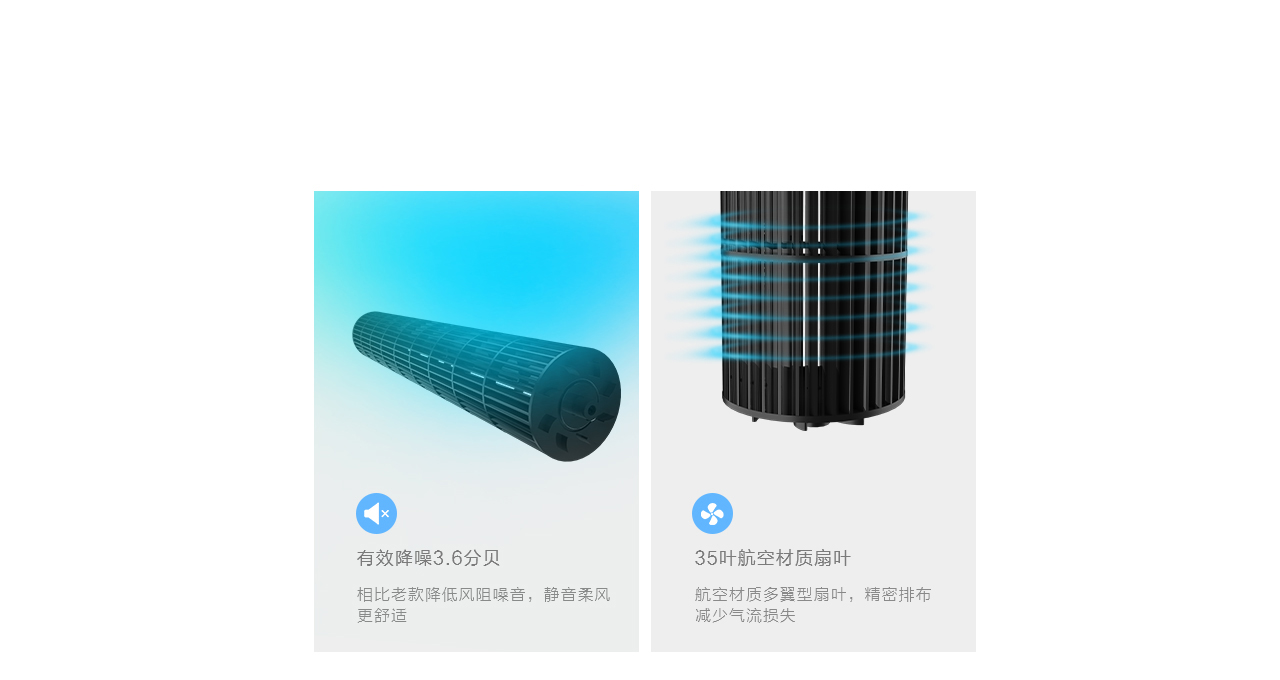 有效降噪3.6分贝
相比老款降低风阻噪音，静音柔风
更舒适
35叶航空材质扇叶
航空材质多翼型扇叶，精密排布
减少气流损失